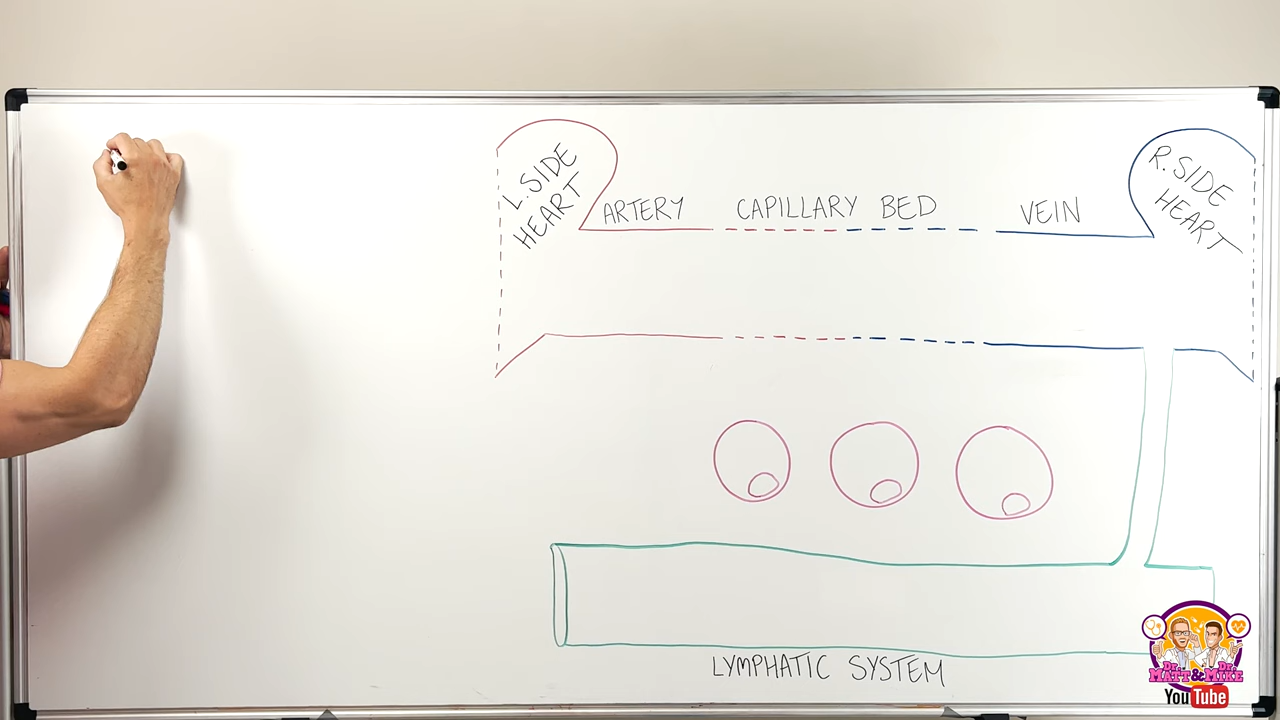 L. SIDE
HEART
ARTERY
CAPILLARY BED
VEIN
R. SIDE
HEART
LYMPHATIC SYSTEM
Dr. Dr.
MATT & MIKE
YouTube